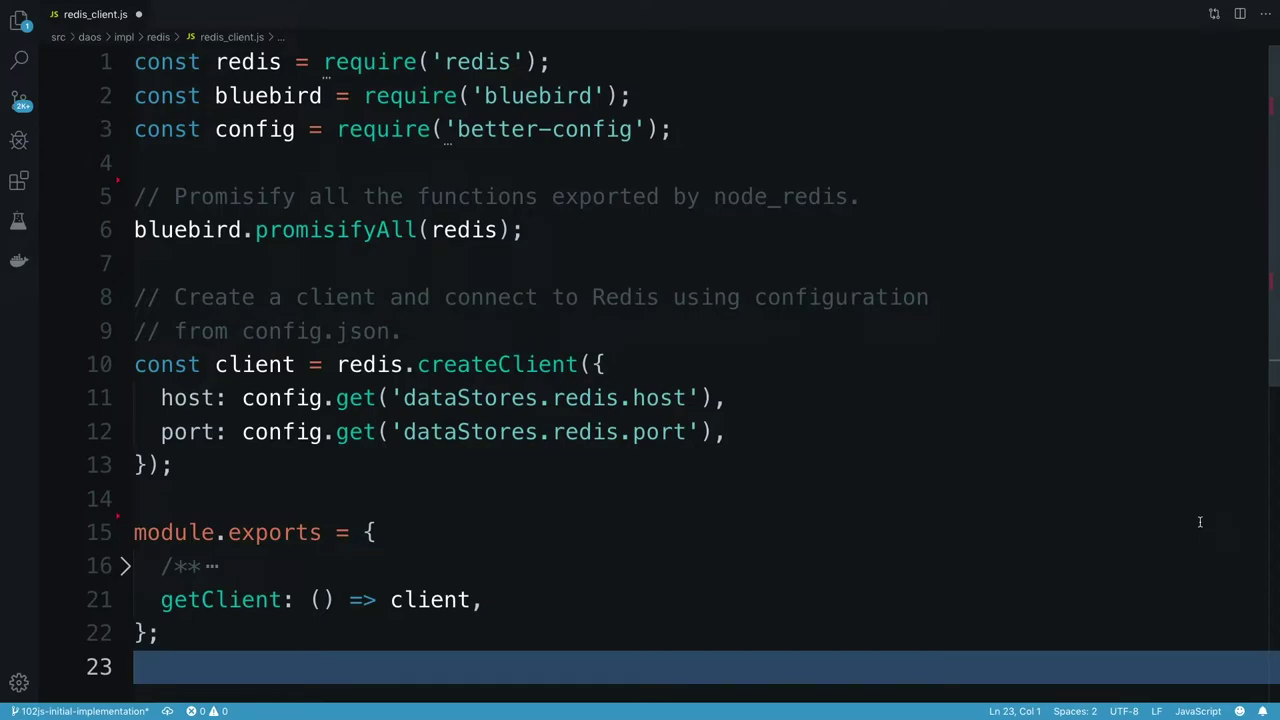 JS redis_client.js
src > daos > impl > redis > JS redis_client.js > ...
1 const redis = require('redis');
2 const bluebird = require('bluebird');
3 const config = require('better-config');
4
5 // Promisify all the functions exported by node_redis.
6 bluebird.promisifyAll(redis);
7
8 // Create a client and connect to Redis using configuration
9 // from config.json.
10 const client = redis.createClient({
11   host: config.get('dataStores.redis.host'),
12   port: config.get('dataStores.redis.port'),
13 });
14
15 module.exports = {
16   /** ⋯
21   getClient: () => client,
22 };
23
1
2K+
102js-initial-implementation* 0 0 Ln 23, Col 1 Spaces: 2 UTF-8 LF JavaScript